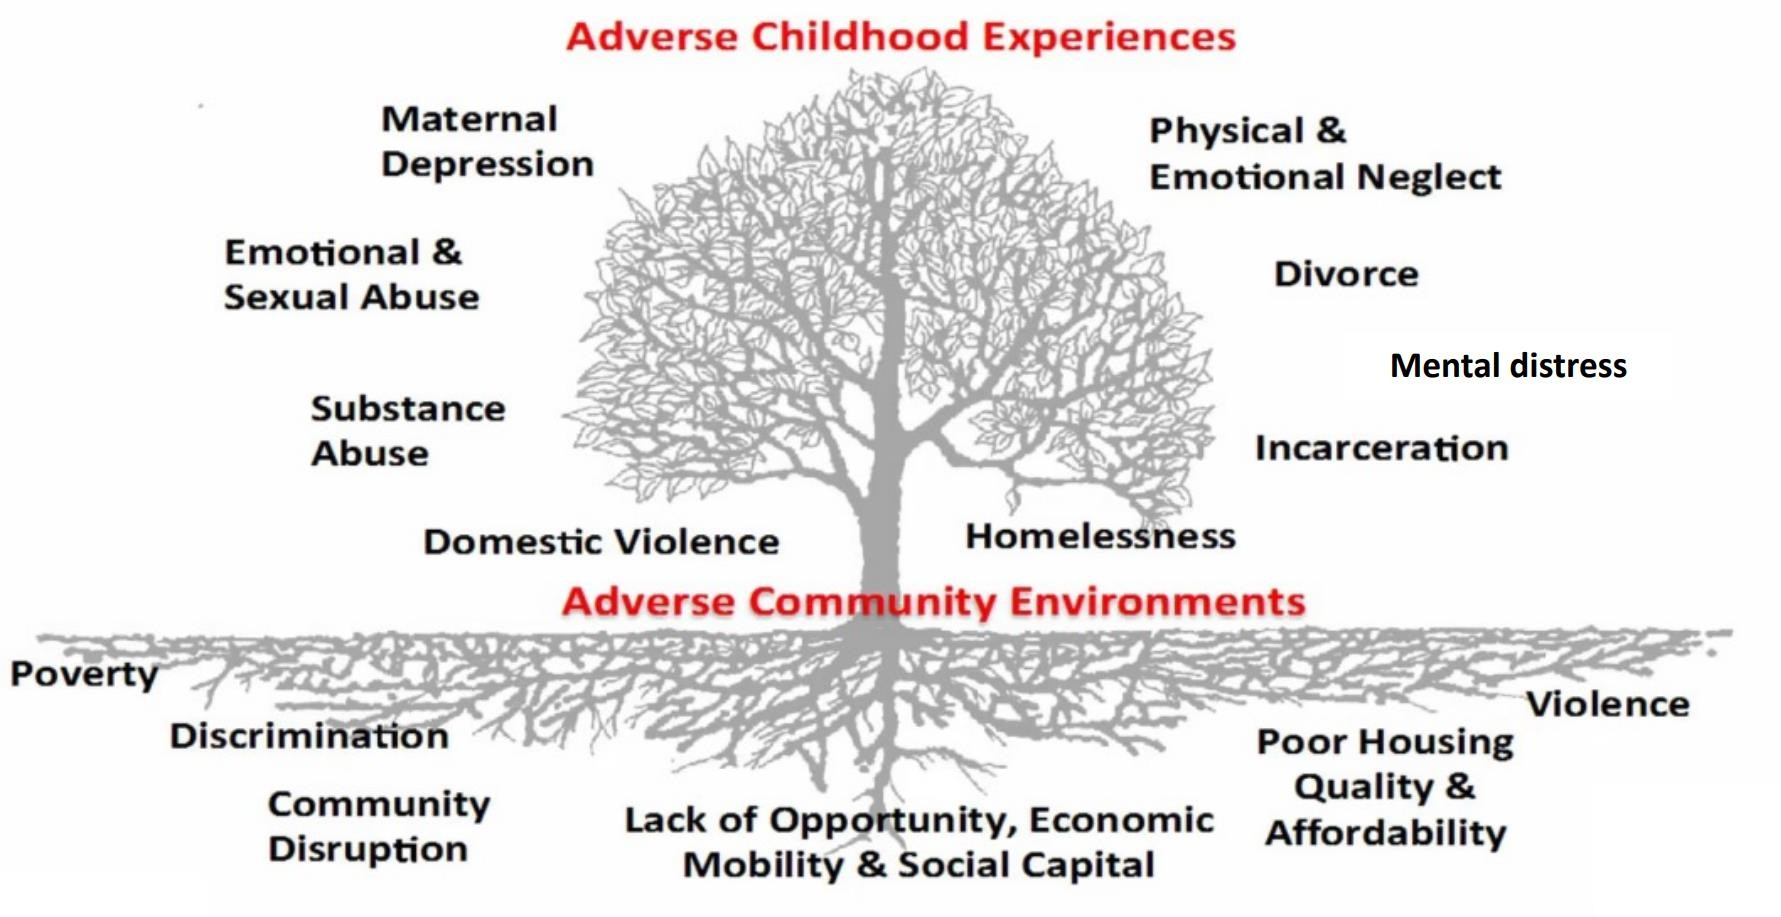 Adverse Childhood Experiences
Maternal
Depression
Physical &
Emotional Neglect
Emotional &
Sexual Abuse
Divorce
Mental distress
Substance
Abuse
Incarceration
Domestic Violence
Homelessness
Adverse Community Environments
Poverty
Violence
Discrimination
Poor Housing
Quality &
Affordability
Community
Disruption
Lack of Opportunity, Economic
Mobility & Social Capital